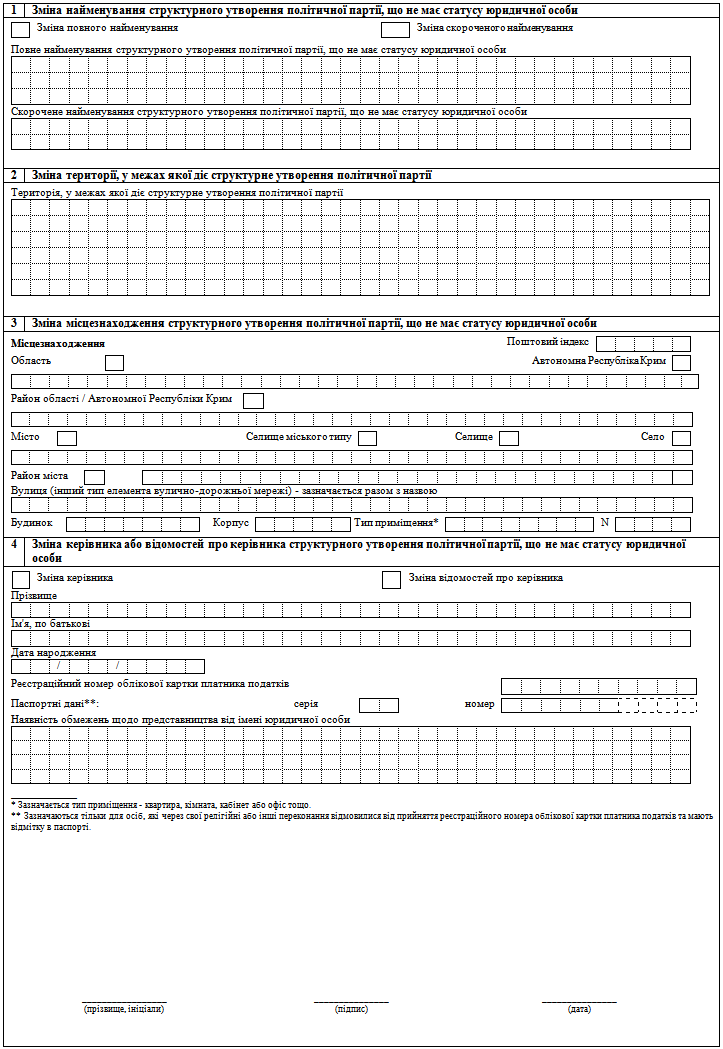 1 Зміна найменування структурного утворення політичної партії, що не має статусу юридичної особи
Зміна повного найменування Зміна скороченого найменування
Повне найменування структурного утворення політичної партії, що не має статусу юридичної особи
Скорочене найменування структурного утворення політичної партії, що не має статусу юридичної особи
2 Зміна території, у межах якої діє структурне утворення політичної партії
Територія, у межах якої діє структурне утворення політичної партії
3 Зміна місцезнаходження структурного утворення політичної партії, що не має статусу юридичної особи
Місцезнаходження Поштовий індекс
Область Автономна Республіка Крим
Район області / Автономної Республіки Крим
Місто Селище міського типу Селище Село
Район міста
Вулиця (інший тип елемента вулично-дорожньої мережі) - зазначається разом з назвою
Будинок Корпус Тип приміщення* N
4 Зміна керівника або відомостей про керівника структурного утворення політичної партії, що не має статусу юридичної
особи
Зміна керівника Зміна відомостей про керівника
Прізвище
Ім'я, по батькові
Дата народження
/ /
Реєстраційний номер облікової картки платника податків
Паспортні дані**: серія номер
Наявність обмежень щодо представництва від імені юридичної особи
* Зазначається тип приміщення - квартира, кімната, кабінет або офіс тощо.
** Зазначаються тільки для осіб, які через свої релігійні або інші переконання відмовилися від прийняття реєстраційного номера облікової картки платника податків та мають
відмітку в паспорті.
(прізвище, ініціали) (підпис) (дата)